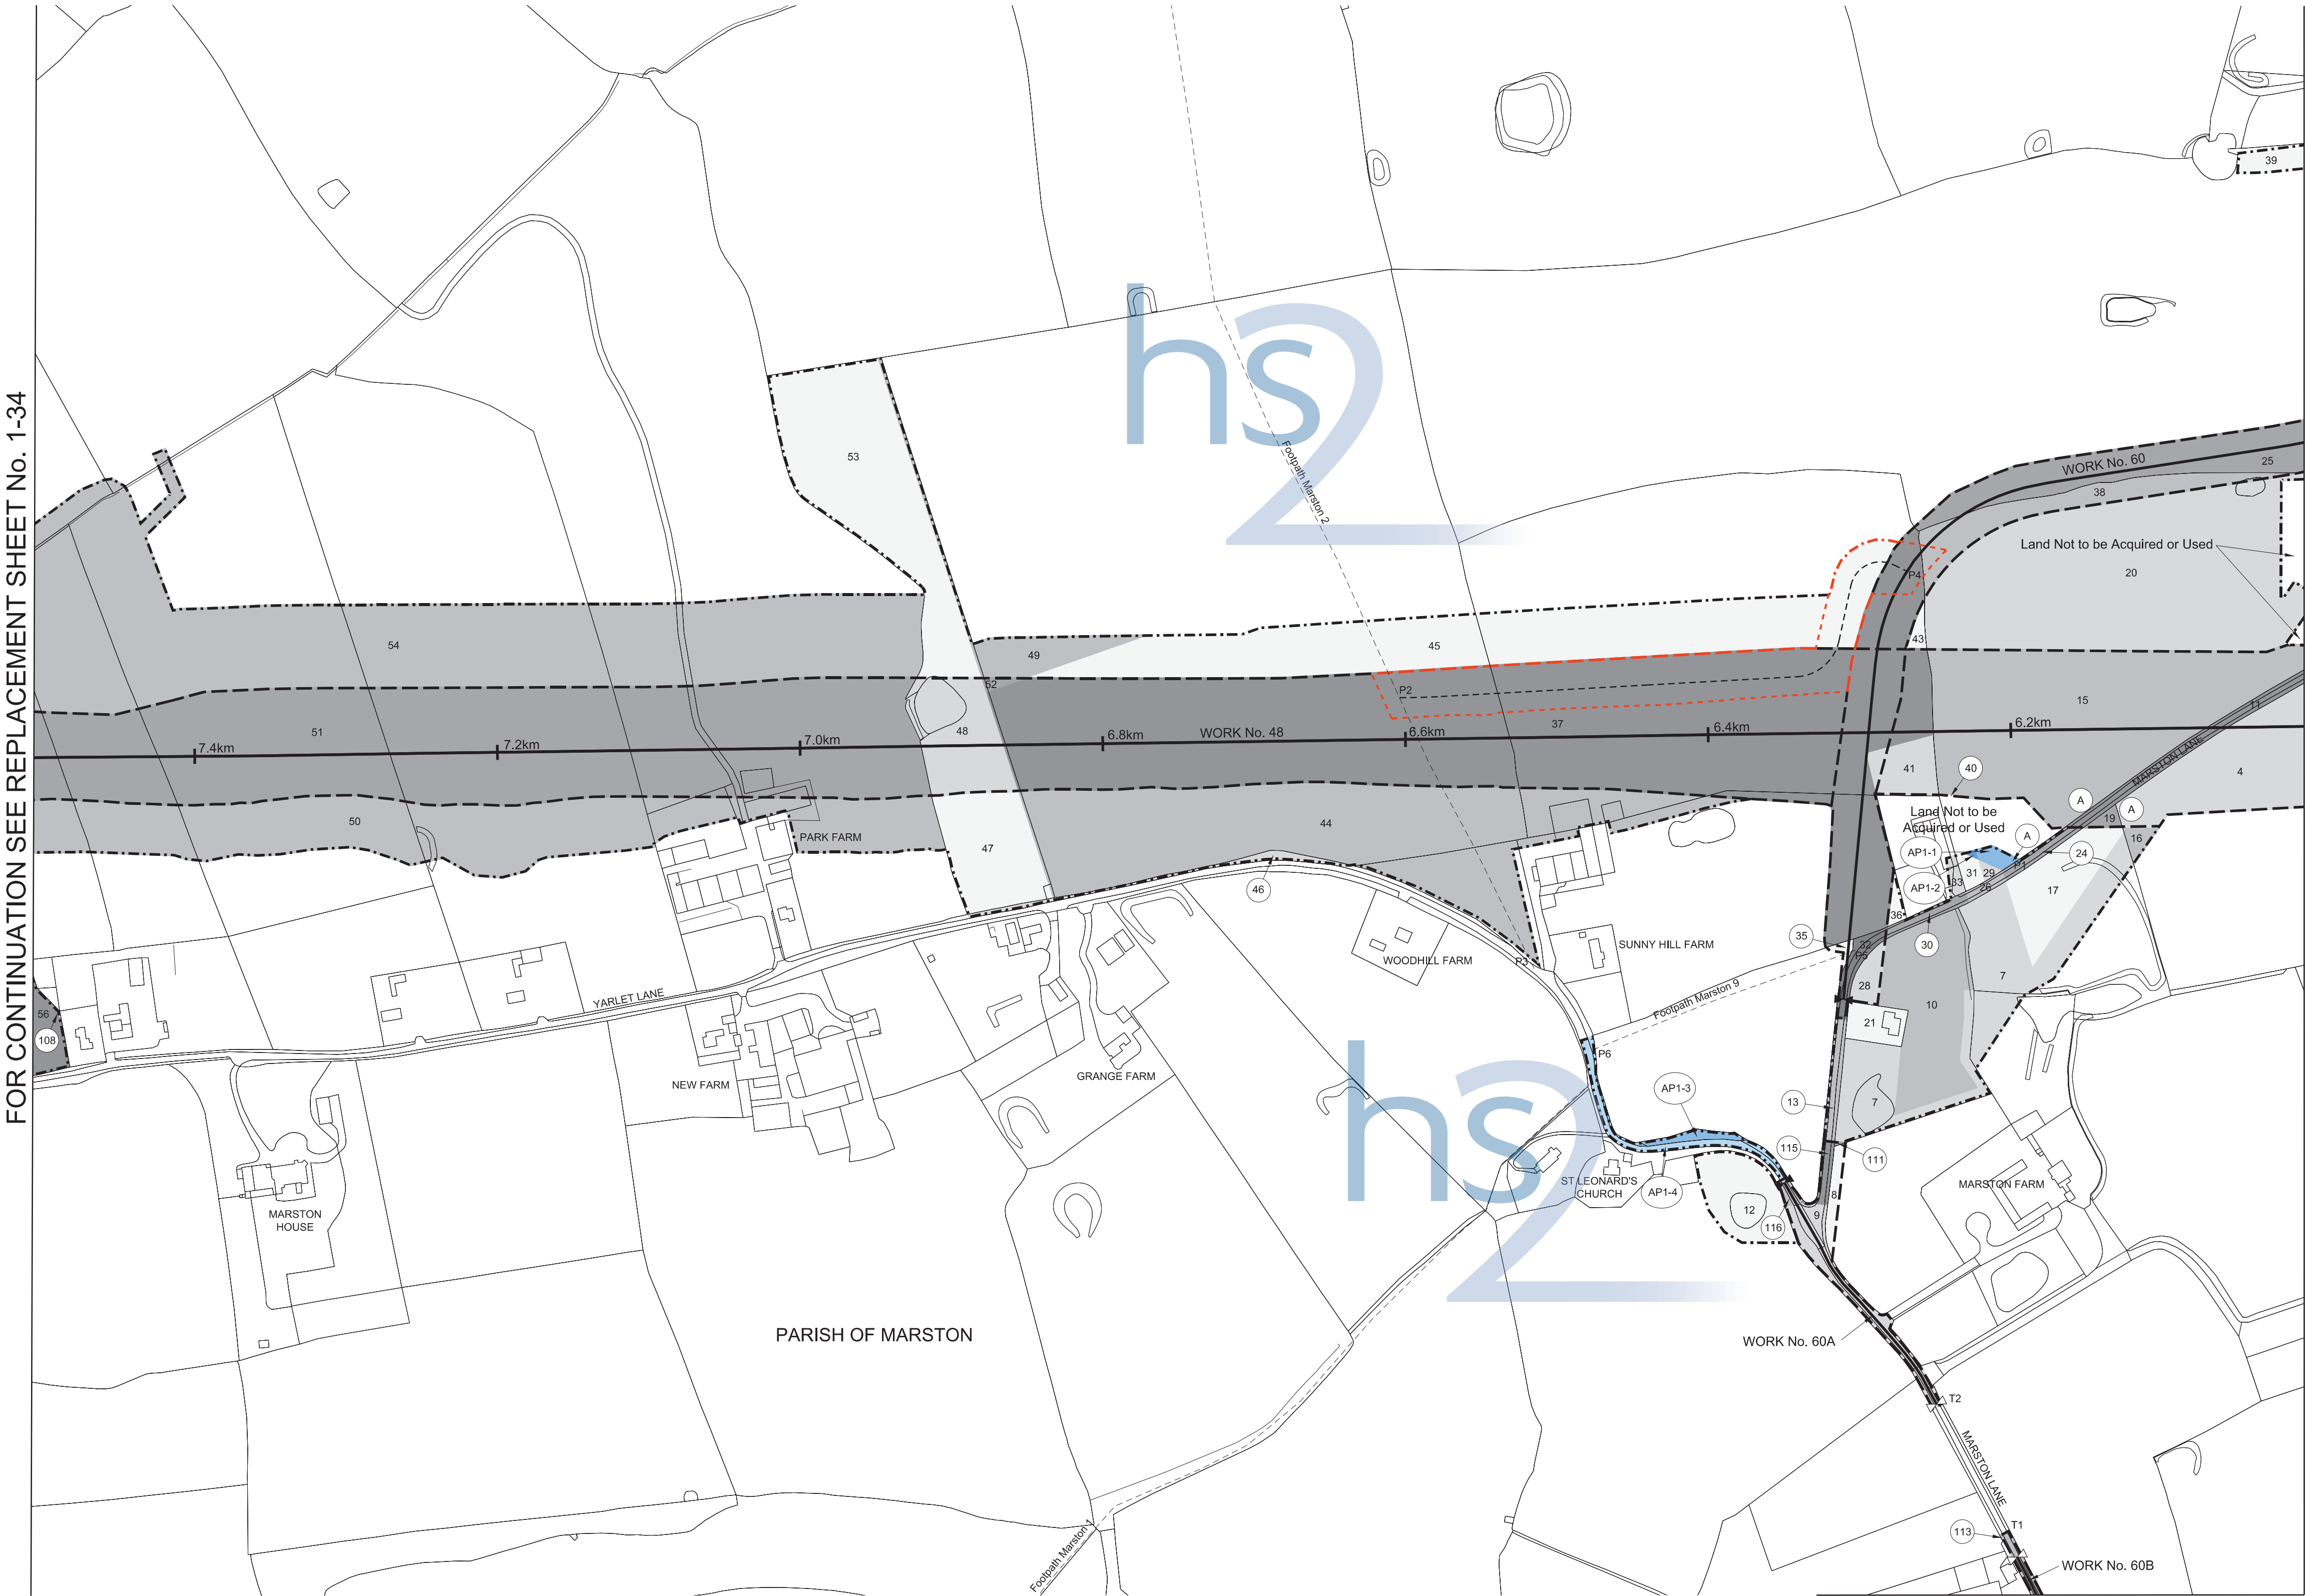 FOR CONTINUATION SEE REPLACEMENT SHEET No. 1-34
39
hs2
53
Footpath Marston 2
WORK No. 60
25
38
Land Not to be Acquired or Used
20
P4
43
54
49
45
52
P2
37
15
11
51
48
WORK No. 48
7.4km
7.2km
7.0km
6.8km
6.6km
6.4km
6.2km
MARSTON LANE
41
40
4
A
A
19
16
50
PARK FARM
44
47
46
Land Not to be
Acquired or Used
A
AP1-1
P1
24
31
29
33
26
AP1-2
17
36
30
35
32
P5
SUNNY HILL FARM
WOODHILL FARM
P3
Footpath Marston 9
7
28
10
21
YARLET LANE
56
108
P6
NEW FARM
GRANGE FARM
AP1-3
13
7
hs2
115
111
ST LEONARD'S
CHURCH
AP1-4
MARSTON FARM
8
9
12
116
MARSTON
HOUSE
PARISH OF MARSTON
WORK No. 60A
T2
MARSTON LANE
Footpath Marston 1
113
T1
WORK No. 60B